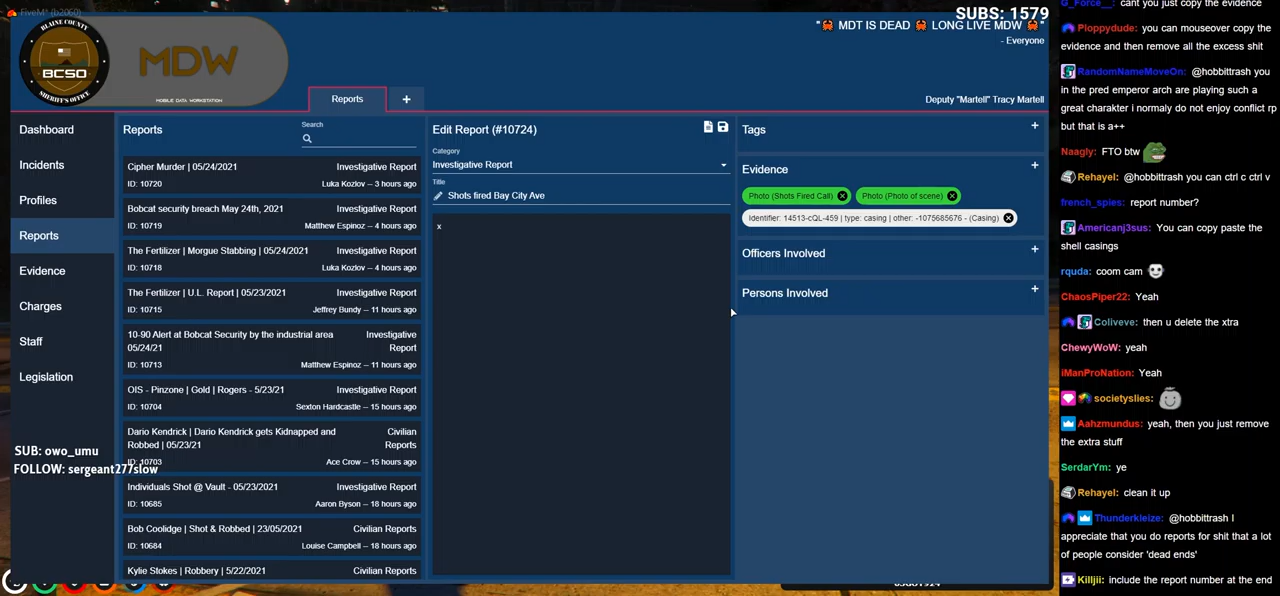 FiveM* (b2060)
SUBS: 1579
" 🦀 MDT IS DEAD 🦀 LONG LIVE MDW 🦀 "
- Everyone
BLAINE COUNTY
BCSO
SHERIFF'S OFFICE
MDW
MOBILE DATA WORKSTATION
Reports
+
Deputy "Martell" Tracy Martell
Dashboard
Incidents
Profiles
Reports
Evidence
Charges
Staff
Legislation
SUB: owo_umu
FOLLOW: sergeant277slow
Reports
Search
Cipher Murder | 05/24/2021 Investigative Report
ID: 10720 Luka Kozlov -- 3 hours ago
Bobcat security breach May 24th, 2021 Investigative Report
ID: 10719 Matthew Espinoz -- 4 hours ago
The Fertilizer | Morgue Stabbing | 05/24/2021 Investigative Report
ID: 10718 Luka Kozlov -- 4 hours ago
The Fertilizer | U.L. Report | 05/23/2021 Investigative Report
ID: 10715 Jeffrey Bundy -- 11 hours ago
10-90 Alert at Bobcat Security by the industrial area Investigative
05/24/21 Report
ID: 10713 Matthew Espinoz -- 11 hours ago
OIS - Pinzone | Gold | Rogers - 5/23/21 Investigative Report
ID: 10704 Sexton Hardcastle -- 15 hours ago
Dario Kendrick | Dario Kendrick gets Kidnapped and Civilian
Robbed | 05/23/21 Reports
ID: 10703 Ace Crow -- 15 hours ago
Individuals Shot @ Vault - 05/23/2021 Investigative Report
ID: 10685 Aaron Byson -- 18 hours ago
Bob Coolidge | Shot & Robbed | 23/05/2021 Civilian Reports
ID: 10684 Louise Campbell -- 18 hours ago
Kylie Stokes | Robbery | 5/22/2021 Civilian Reports
Edit Report (#10724)
Category
Investigative Report
Title
Shots fired Bay City Ave
x
Tags
+
Evidence
+
Photo (Shots Fired Call) Photo (Photo of scene)
Identifier: 14513-cQL-459 | type: casing | other: -1075685676 - (Casing)
Officers Involved
+
Persons Involved
+
G_Force__: cant you just copy the evidence
Ploppydude: you can mouseover copy the
evidence and then remove all the excess shit
RandomNameMoveOn: @hobbittrash you
in the pred emperor arch are playing such a
great charakter i normaly do not enjoy conflict rp
but that is a++
Naagly: FTO btw
Rehayel: @hobbittrash you can ctrl c ctrl v
french_spies: report number?
Americanj3sus: You can copy paste the
shell casings
rquda: coom cam
ChaosPiper22: Yeah
Coliveve: then u delete the xtra
ChewyWoW: yeah
iManProNation: Yeah
societyslies:
Aahzmundus: yeah, then you just remove
the extra stuff
SerdarYm: ye
Rehayel: clean it up
Thunderkleize: @hobbittrash I
appreciate that you do reports for shit that a lot
of people consider 'dead ends'
Killjii: include the report number at the end